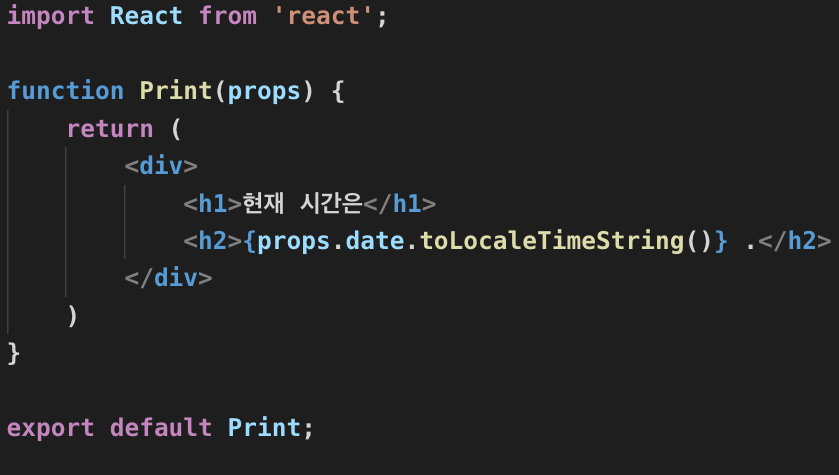 import React from 'react';
function Print(props) {
return (
<div>
<h1>현재 시간은</h1>
<h2>{props.date.toLocaleTimeString()} .</h2>
</div>
)
}
export default Print;